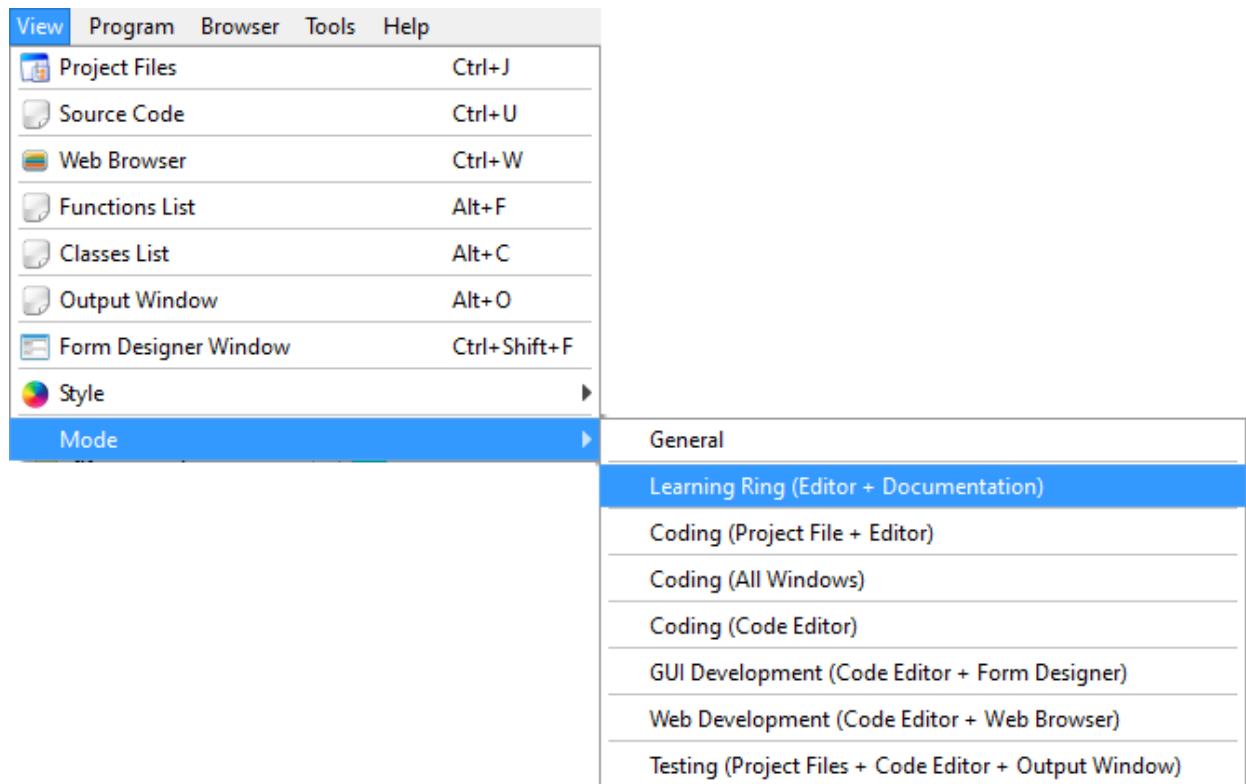 View Program Browser Tools Help
Project Files Ctrl+J
Source Code Ctrl+U
Web Browser Ctrl+W
Functions List Alt+F
Classes List Alt+C
Output Window Alt+O
Form Designer Window Ctrl+Shift+F
Style
Mode
General
Learning Ring (Editor + Documentation)
Coding (Project File + Editor)
Coding (All Windows)
Coding (Code Editor)
GUI Development (Code Editor + Form Designer)
Web Development (Code Editor + Web Browser)
Testing (Project Files + Code Editor + Output Window)